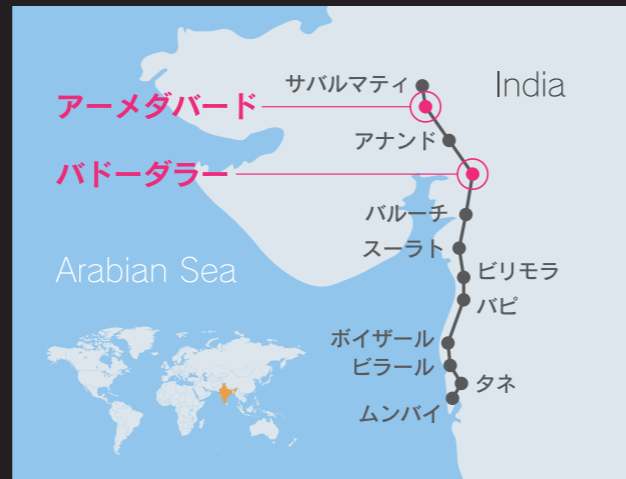 サバルマティ
India
アーメダバード
アナンド
バドーダラー
バルーチ
スーラト
Arabian Sea
ビリモラ
バピ
ボイザール
ビラール
タネ
ムンバイ